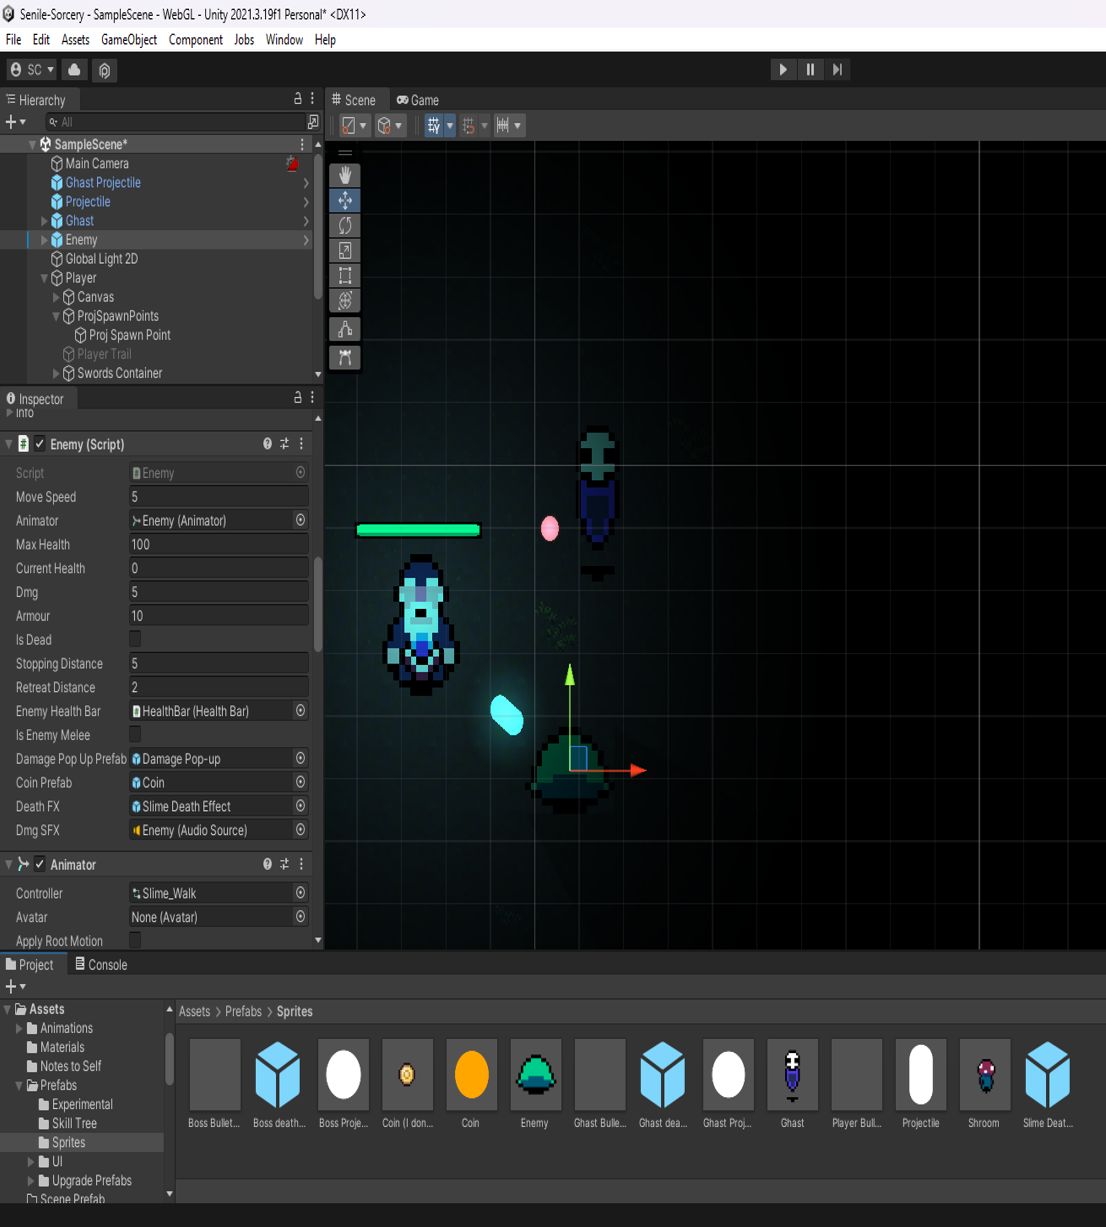 Senile-Sorcery - SampleScene - WebGL - Unity 2021.3.19f1 Personal* <DX11>
File Edit Assets GameObject Component Jobs Window Help
SC
Hierarchy
All
SampleScene*
Main Camera
Ghast Projectile
Projectile
Ghast
Enemy
Global Light 2D
Player
Canvas
ProjSpawnPoints
Proj Spawn Point
Player Trail
Swords Container
Scene Game
Inspector
Info
Enemy (Script)
Script Enemy
Move Speed 5
Animator Enemy (Animator)
Max Health 100
Current Health 0
Dmg 5
Armour 10
Is Dead
Stopping Distance 5
Retreat Distance 2
Enemy Health Bar HealthBar (Health Bar)
Is Enemy Melee
Damage Pop Up Prefab Damage Pop-up
Coin Prefab Coin
Death FX Slime Death Effect
Dmg SFX Enemy (Audio Source)
Animator
Controller Slime_Walk
Avatar None (Avatar)
Apply Root Motion
Project Console
Assets
Animations
Materials
Notes to Self
Prefabs
Experimental
Skill Tree
Sprites
UI
Upgrade Prefabs
Scene Prefab
Assets > Prefabs > Sprites
Boss Bullet... Boss death... Boss Proje... Coin (I don... Coin Enemy Ghast Bulle... Ghast dea... Ghast Proj... Ghast Player Bull... Projectile Shroom Slime Deat...